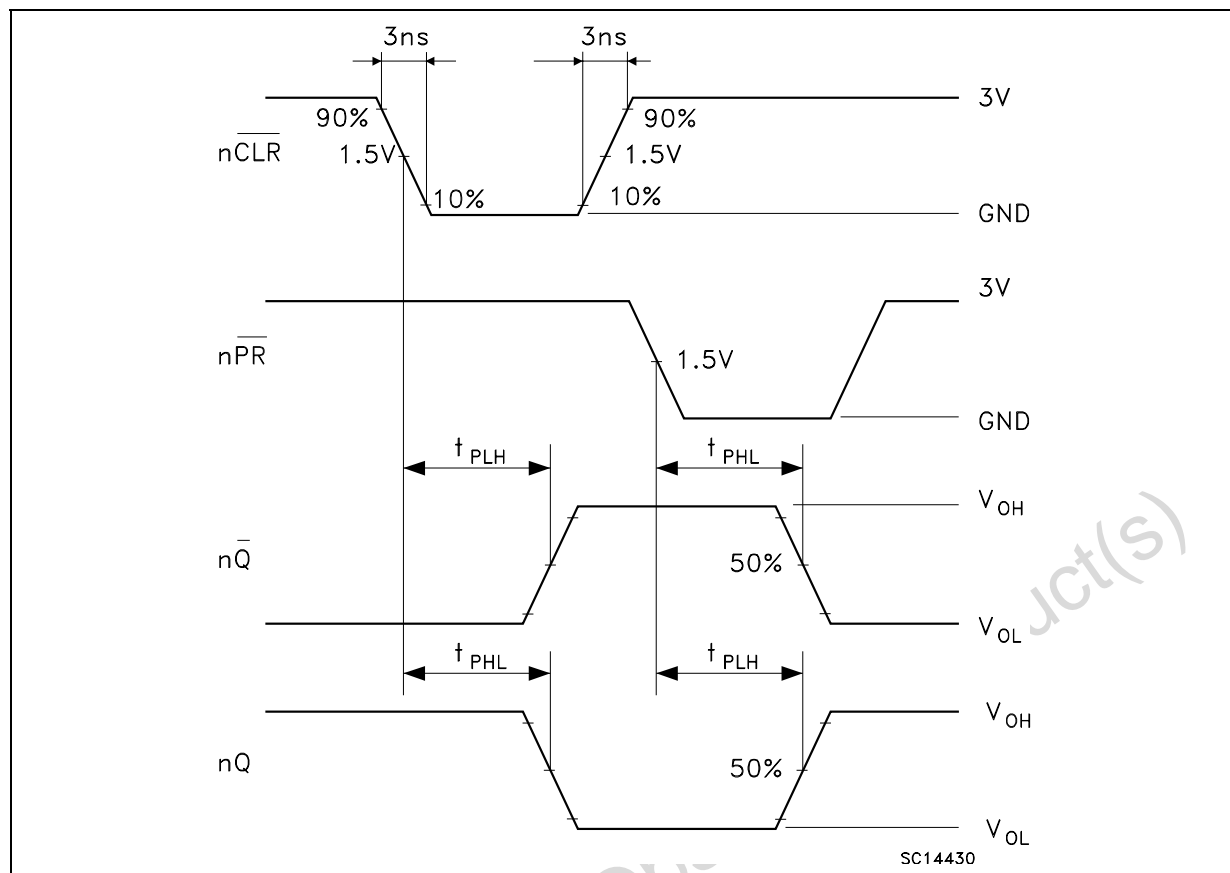 3ns 3ns
3V
90% 90%
nCLR 1.5V 1.5V
10% 10%
GND
3V
nPR 1.5V
GND
t PLH t PHL
V OH
nQ 50%
V OL
t PHL t PLH
V OH
nQ 50%
V OL
SC14430
uct(s)